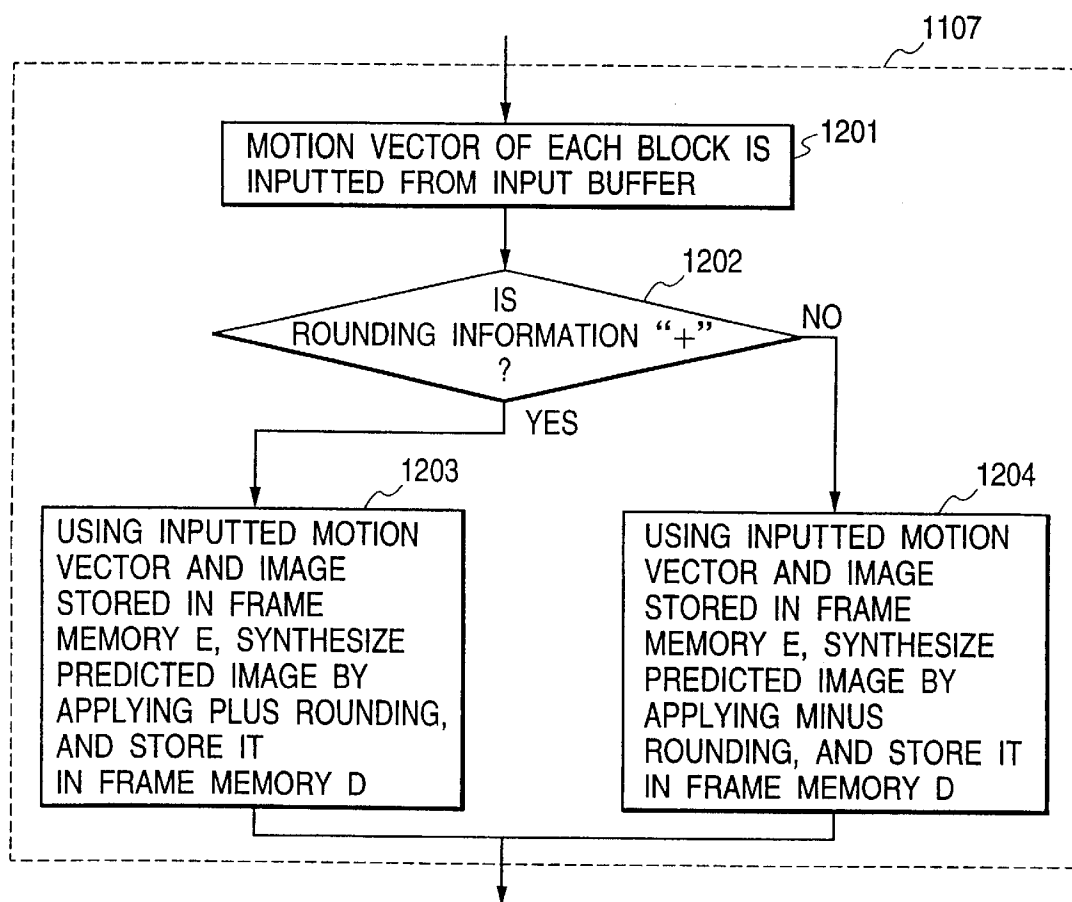 1107
1201
MOTION VECTOR OF EACH BLOCK IS
INPUTTED FROM INPUT BUFFER
1202
IS
ROUNDING INFORMATION “+”
?
NO
YES
1203
USING INPUTTED MOTION
VECTOR AND IMAGE
STORED IN FRAME
MEMORY E, SYNTHESIZE
PREDICTED IMAGE BY
APPLYING PLUS ROUNDING,
AND STORE IT
IN FRAME MEMORY D
1204
USING INPUTTED MOTION
VECTOR AND IMAGE
STORED IN FRAME
MEMORY E, SYNTHESIZE
PREDICTED IMAGE BY
APPLYING MINUS
ROUNDING, AND STORE IT
IN FRAME MEMORY D